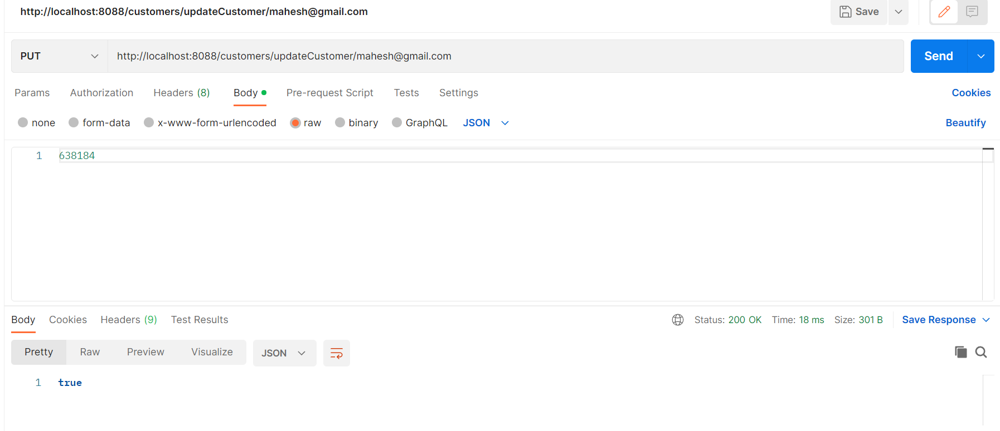 http://localhost:8088/customers/updateCustomer/mahesh@gmail.com Save
PUT http://localhost:8088/customers/updateCustomer/mahesh@gmail.com Send
Params Authorization Headers (8) Body Pre-request Script Tests Settings Cookies
none form-data x-www-form-urlencoded raw binary GraphQL JSON Beautify
1 638184
Body Cookies Headers (9) Test Results Status: 200 OK Time: 18 ms Size: 301 B Save Response
Pretty Raw Preview Visualize JSON
1 true